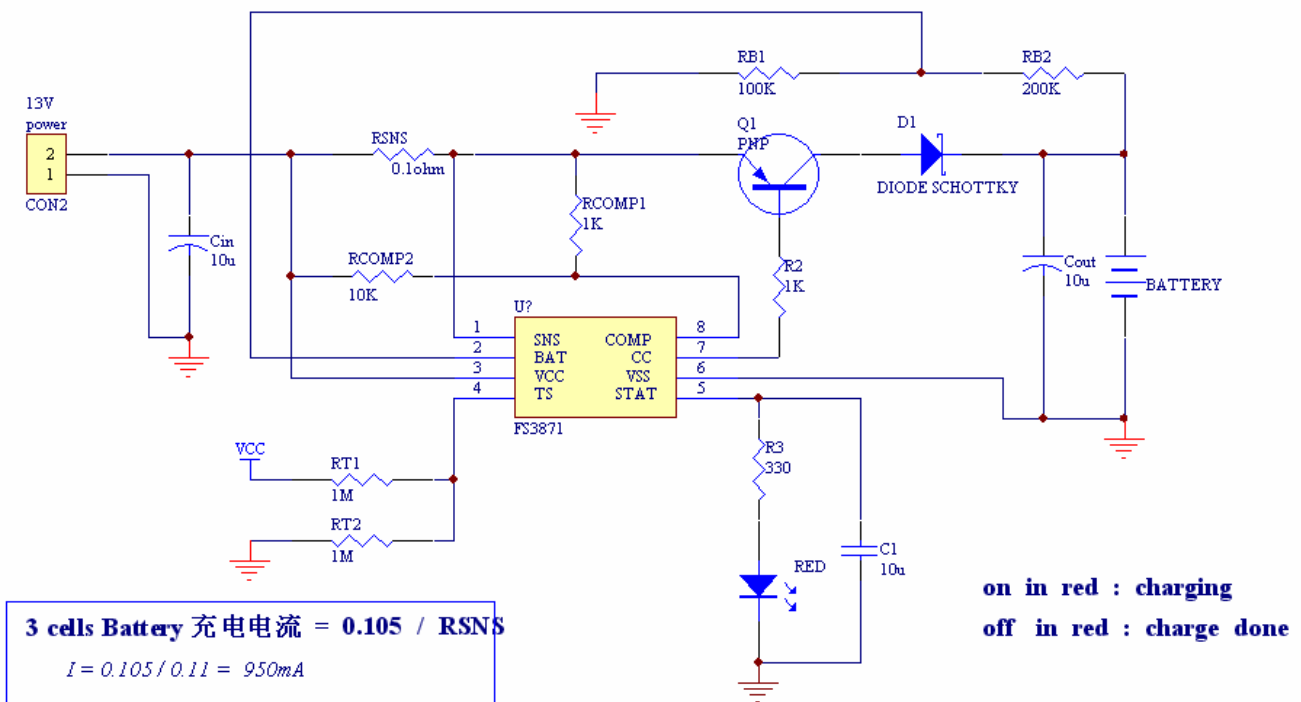 13V
power
2
1
CON2
Cin
10u
RSNS
0.1ohm
RCOMP1
1K
RCOMP2
10K
RB1
100K
RB2
200K
Q1
PNP
D1
DIODE SCHOTTKY
R2
1K
Cout
10u
BATTERY
U?
1
2
3
4
SNS
BAT
VCC
TS
COMP
CC
VSS
STAT
8
7
6
5
FS3871
VCC
RT1
1M
RT2
1M
R3
330
RED
C1
10u
on in red : charging
off in red : charge done
3 cells Battery 充电电流 = 0.105 / RSNS
I = 0.105 / 0.11 = 950mA